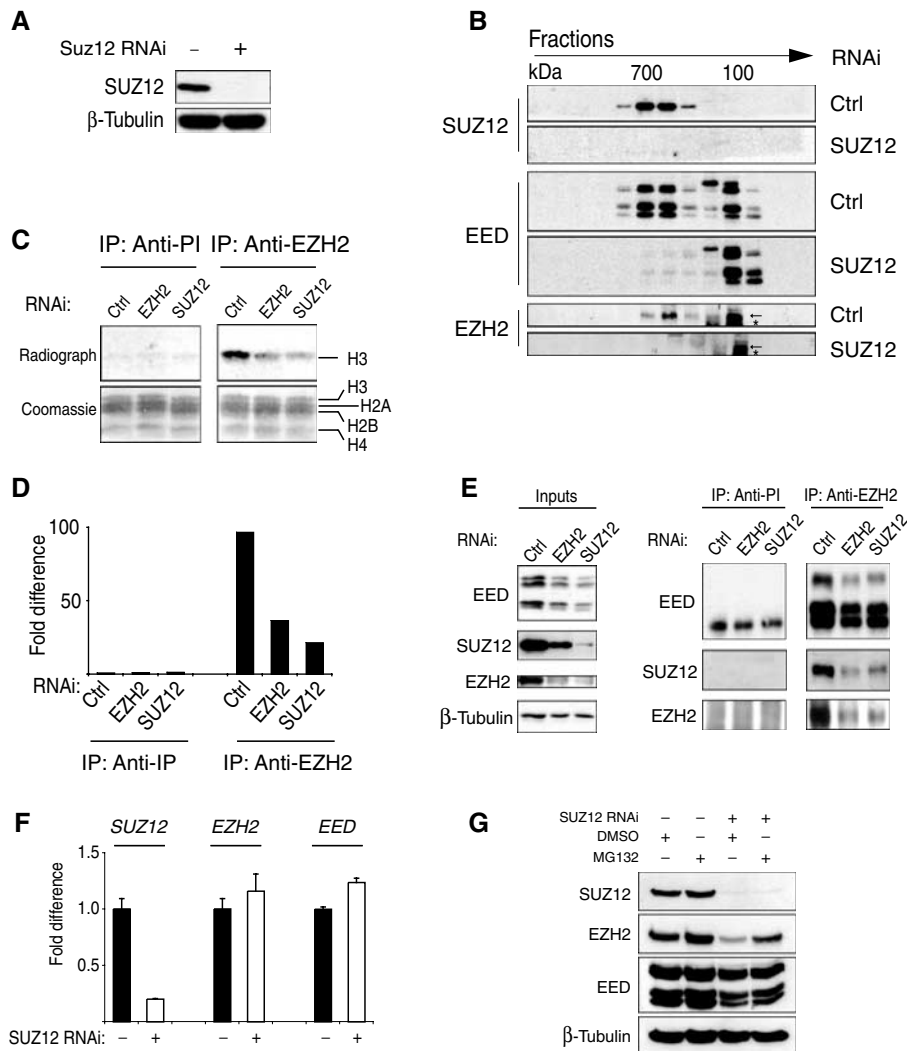 A
Suz12 RNAi – +
SUZ12
β-Tubulin
B
Fractions
kDa 700 100 RNAi
SUZ12
Ctrl
SUZ12
EED
Ctrl
SUZ12
EZH2
Ctrl
←
*
SUZ12
←
*
C
IP: Anti-PI IP: Anti-EZH2
RNAi: Ctrl EZH2 SUZ12 Ctrl EZH2 SUZ12
Radiograph H3
Coomassie H3
H2A
H2B
H4
D
Fold difference
100
50
RNAi: Ctrl EZH2 SUZ12 Ctrl EZH2 SUZ12
IP: Anti-IP IP: Anti-EZH2
E
Inputs IP: Anti-PI IP: Anti-EZH2
RNAi: Ctrl EZH2 SUZ12 RNAi: Ctrl EZH2 SUZ12 Ctrl EZH2 SUZ12
EED EED
SUZ12 SUZ12
EZH2 EZH2
β-Tubulin
F
SUZ12 EZH2 EED
Fold difference
1.5
1.0
0.5
SUZ12 RNAi: – + – + – +
G
SUZ12 RNAi – – + +
DMSO + – + –
MG132 – + – +
SUZ12
EZH2
EED
β-Tubulin